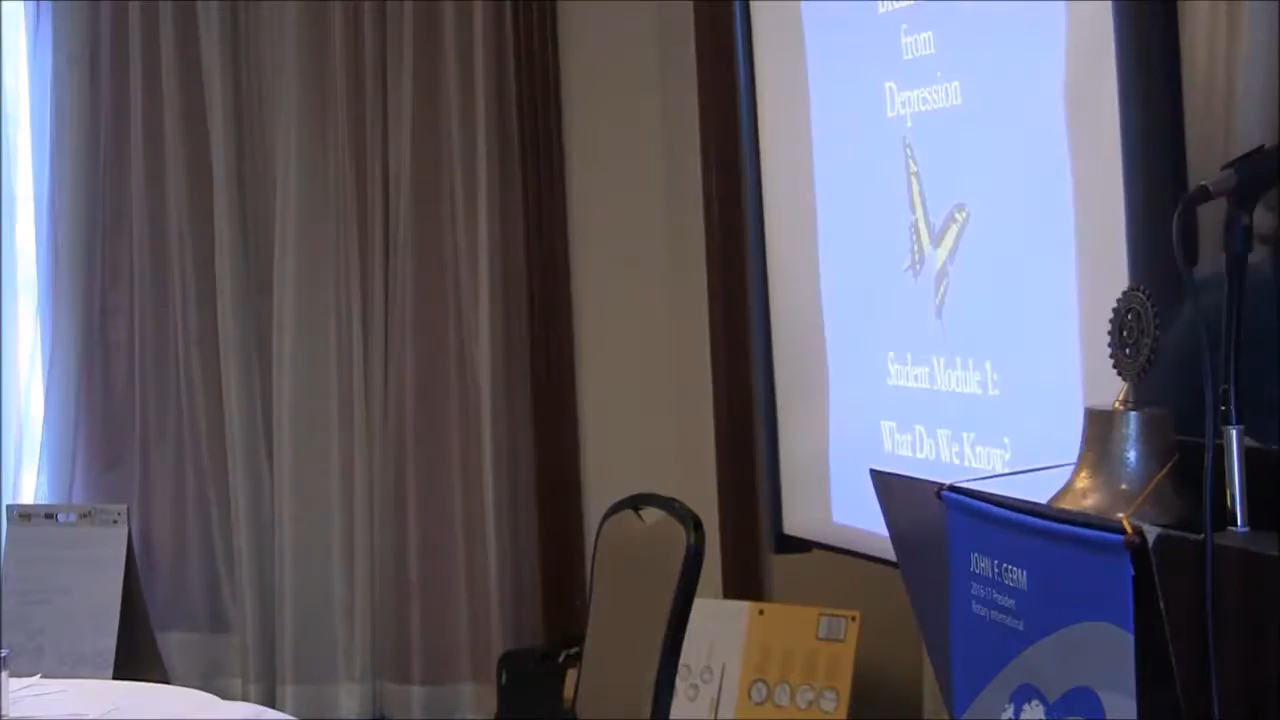 from
Depression
Student Module 1:
What Do We Know?
JOHN F. GERM
2016-17 President
Rotary International